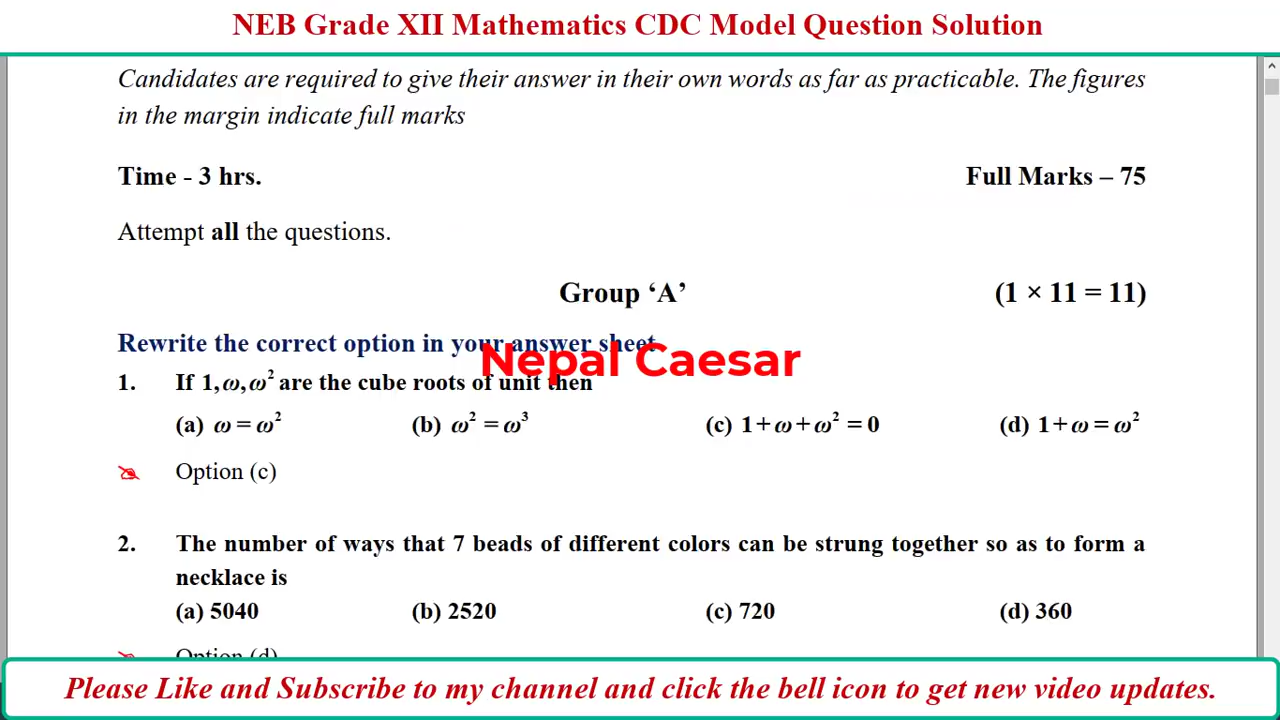 NEB Grade XII Mathematics CDC Model Question Solution
Candidates are required to give their answer in their own words as far as practicable. The figures
in the margin indicate full marks
Time - 3 hrs. Full Marks – 75
Attempt all the questions.
Group ‘A’ (1 × 11 = 11)
Rewrite the correct option in your answer sheet
Nepal Caesar
1. If 1, ω, ω² are the cube roots of unit then
(a) ω = ω² (b) ω² = ω³ (c) 1 + ω + ω² = 0 (d) 1 + ω = ω²
Option (c)
2. The number of ways that 7 beads of different colors can be strung together so as to form a
necklace is
(a) 5040 (b) 2520 (c) 720 (d) 360
Option (d)
Please Like and Subscribe to my channel and click the bell icon to get new video updates.